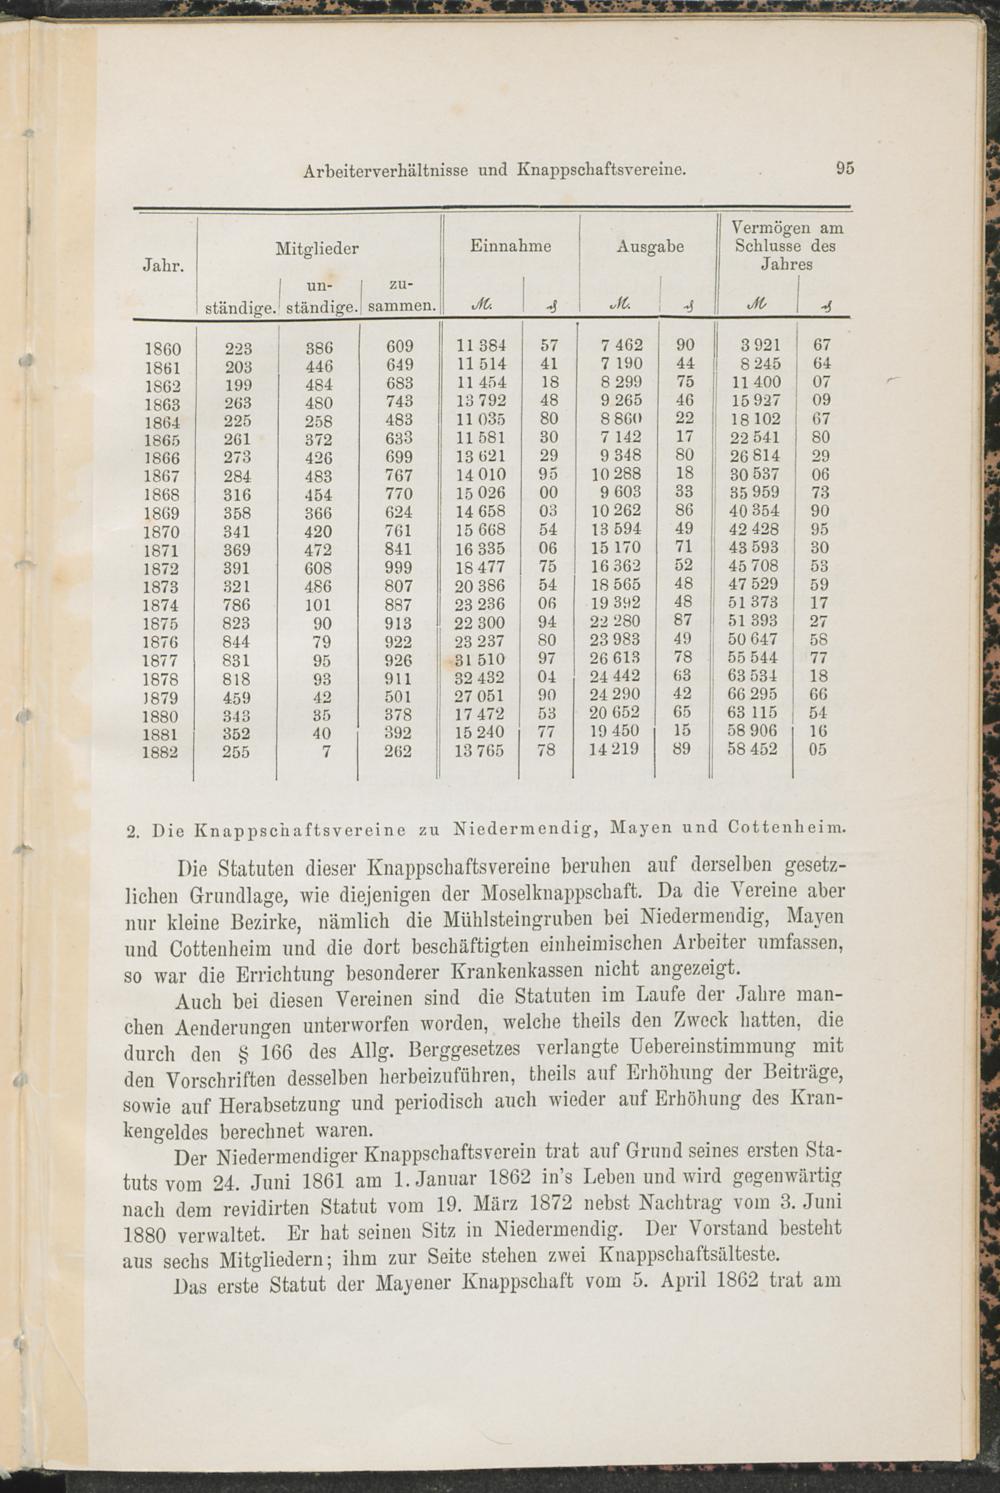 Arbeiterverhältnisse und Knappschaftsvereine. 95
Jahr. Mitglieder Einnahme Ausgabe Vermögen am
Schlusse des
Jahres
ständige. un-
ständige. zu-
sammen. ℳ. ₰ ℳ. ₰ ℳ ₰
1860 223 386 609 11 384 57 7 462 90 3 921 67
1861 203 446 649 11 514 41 7 190 44 8 245 64
1862 199 484 683 11 454 18 8 299 75 11 400 07
1863 263 480 743 13 792 48 9 265 46 15 927 09
1864 225 258 483 11 035 80 8 860 22 18 102 67
1865 261 372 633 11 581 30 7 142 17 22 541 80
1866 273 426 699 13 621 29 9 348 80 26 814 29
1867 284 483 767 14 010 95 10 288 18 30 537 06
1868 316 454 770 15 026 00 9 603 33 35 959 73
1869 358 366 624 14 658 03 10 262 86 40 354 90
1870 341 420 761 15 668 54 13 594 49 42 428 95
1871 369 472 841 16 335 06 15 170 71 43 593 30
1872 391 608 999 18 477 75 16 362 52 45 708 53
1873 321 486 807 20 386 54 18 565 48 47 529 59
1874 786 101 887 23 236 06 19 392 48 51 373 17
1875 823 90 913 22 300 94 22 280 87 51 393 27
1876 844 79 922 23 237 80 23 983 49 50 647 58
1877 831 95 926 31 510 97 26 613 78 55 544 77
1878 818 93 911 32 432 04 24 442 63 63 534 18
1879 459 42 501 27 051 90 24 290 42 66 295 66
1880 343 35 378 17 472 53 20 652 65 63 115 54
1881 352 40 392 15 240 77 19 450 15 58 906 16
1882 255 7 262 13 765 78 14 219 89 58 452 05
2. Die Knappschaftsvereine zu Niedermendig, Mayen und Cottenheim.
Die Statuten dieser Knappschaftsvereine beruhen auf derselben gesetz-
lichen Grundlage, wie diejenigen der Moselknappschaft. Da die Vereine aber
nur kleine Bezirke, nämlich die Mühlsteingruben bei Niedermendig, Mayen
und Cottenheim und die dort beschäftigten einheimischen Arbeiter umfassen,
so war die Errichtung besonderer Krankenkassen nicht angezeigt.
Auch bei diesen Vereinen sind die Statuten im Laufe der Jahre man-
chen Aenderungen unterworfen worden, welche theils den Zweck hatten, die
durch den § 166 des Allg. Berggesetzes verlangte Uebereinstimmung mit
den Vorschriften desselben herbeizuführen, theils auf Erhöhung der Beiträge,
sowie auf Herabsetzung und periodisch auch wieder auf Erhöhung des Kran-
kengeldes berechnet waren.
Der Niedermendiger Knappschaftsverein trat auf Grund seines ersten Sta-
tuts vom 24. Juni 1861 am 1. Januar 1862 in's Leben und wird gegenwärtig
nach dem revidirten Statut vom 19. März 1872 nebst Nachtrag vom 3. Juni
1880 verwaltet. Er hat seinen Sitz in Niedermendig. Der Vorstand besteht
aus sechs Mitgliedern; ihm zur Seite stehen zwei Knappschaftsälteste.
Das erste Statut der Mayener Knappschaft vom 5. April 1862 trat am